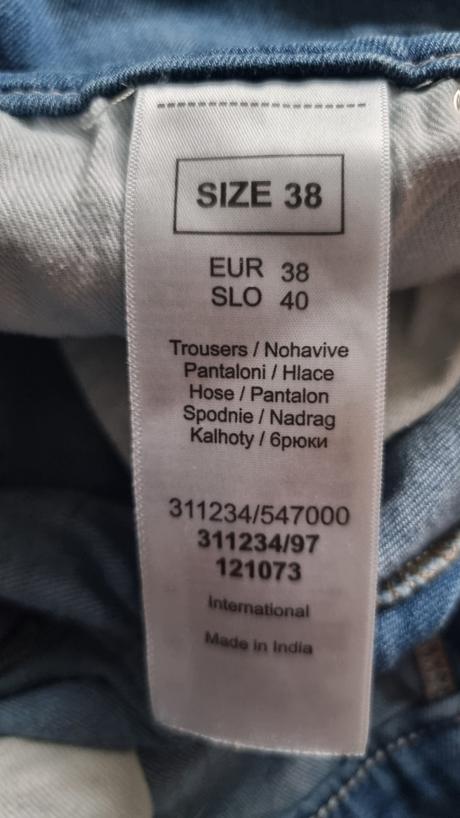 SIZE 38
EUR 38
SLO 40
Trousers / Nohavive
Pantaloni / Hlace
Hose / Pantalon
Spodnie / Nadrag
Kalhoty / брюки
311234/547000
311234/97
121073
International
Made in India